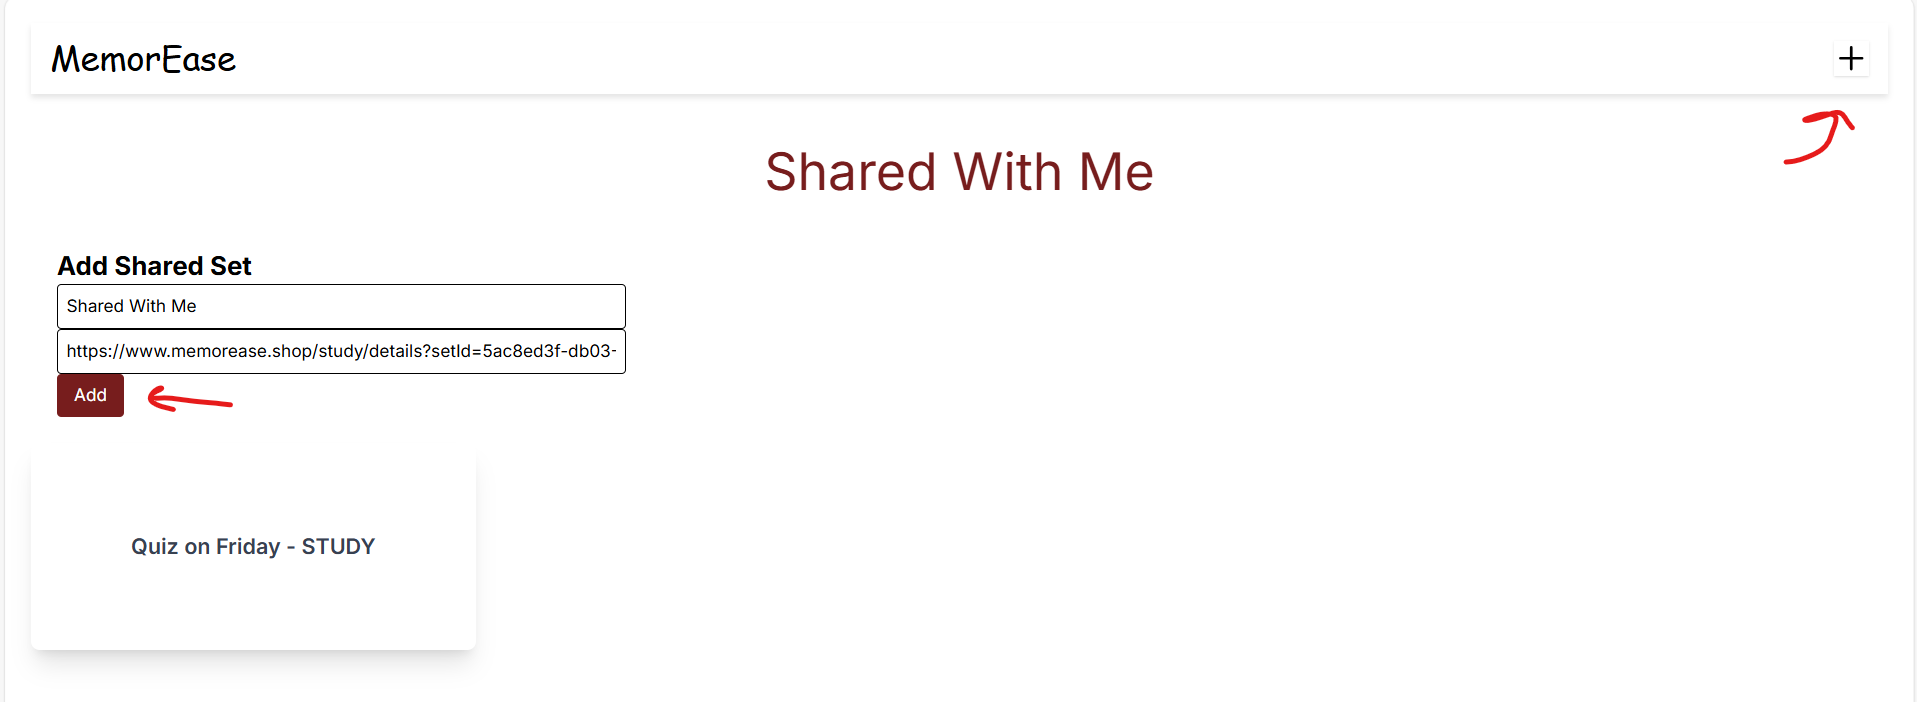 MemorEase
Shared With Me
Add Shared Set
Shared With Me
https://www.memorease.shop/study/details?setId=5ac8ed3f-db03-
Add
Quiz on Friday - STUDY